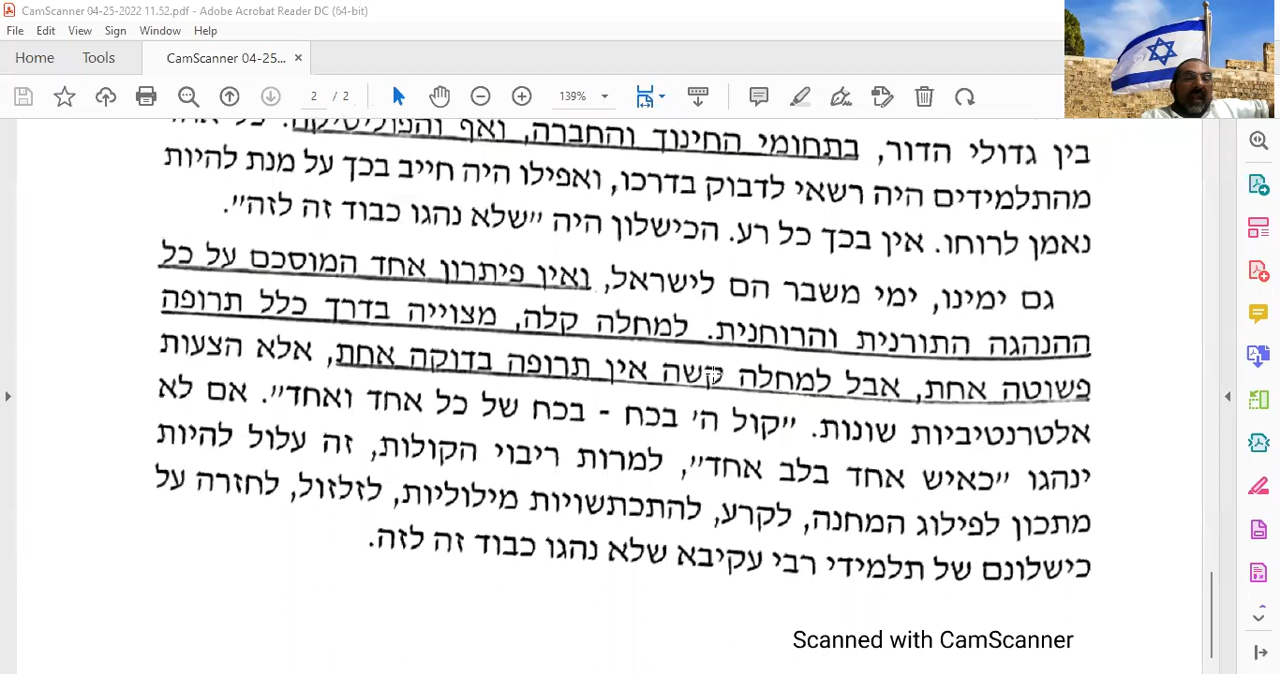 CamScanner 04-25-2022 11.52.pdf - Adobe Acrobat Reader DC (64-bit)
File Edit View Sign Window Help
Home Tools CamScanner 04-25... ×
2 / 2 139%
בין גדולי הדור, בתחומי החינוך והחברה, ואף והפוליטיקה. כל אחד
מהתלמידים היה רשאי לדבוק בדרכו, ואפילו היה חייב בכך על מנת להיות
נאמן לרוחו. אין בכך כל רע. הכישלון היה "שלא נהגו כבוד זה לזה".
גם ימינו, ימי משבר הם לישראל, ואין פיתרון אחד המוסכם על כל
ההנהגה התורנית והרוחנית. למחלה קלה, מצוייה בדרך כלל תרופה
פשוטה אחת, אבל למחלה קשה אין תרופה בדוקה אחת, אלא הצעות
אלטרנטיביות שונות. "קול ה' בכח - בכח של כל אחד ואחד". אם לא
ינהגו "כאיש אחד בלב אחד", למרות ריבוי הקולות, זה עלול להיות
מתכון לפילוג המחנה, לקרע, להתכתשויות מילוליות, לזלזול, לחזרה על
כישלונם של תלמידי רבי עקיבא שלא נהגו כבוד זה לזה.
Scanned with CamScanner